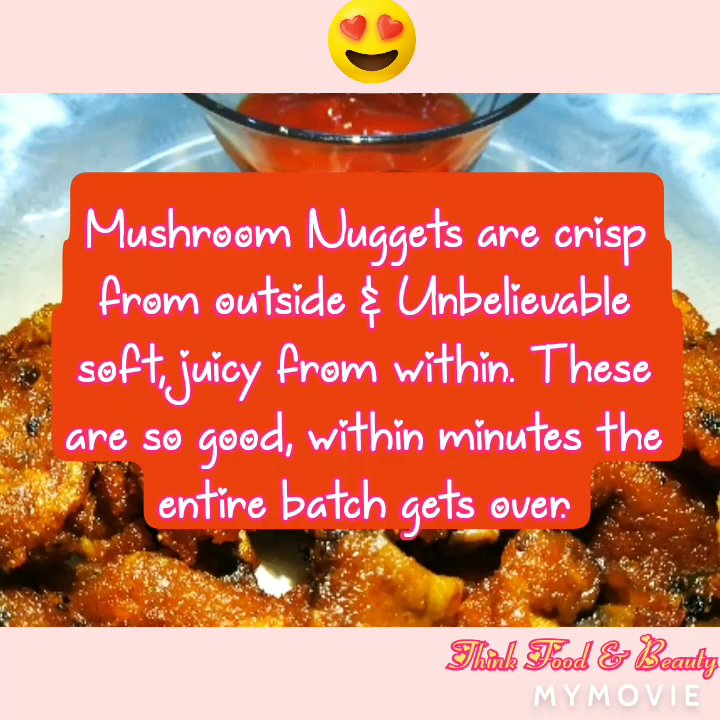 Mushroom Nuggets are crisp
from outside & Unbelievable
soft,juicy from within. These
are so good, within minutes the
entire batch gets over.
Think Food & Beauty
MYMOVIE